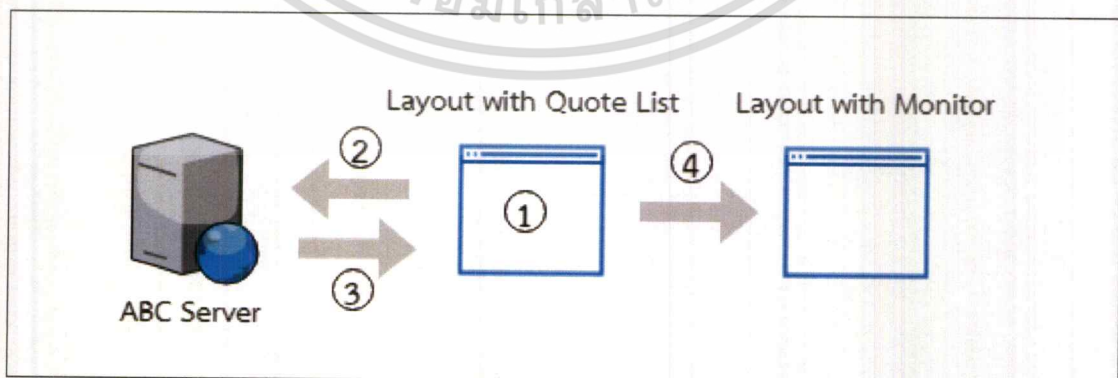 Layout with Quote List
Layout with Monitor
②
④
①
③
ABC Server